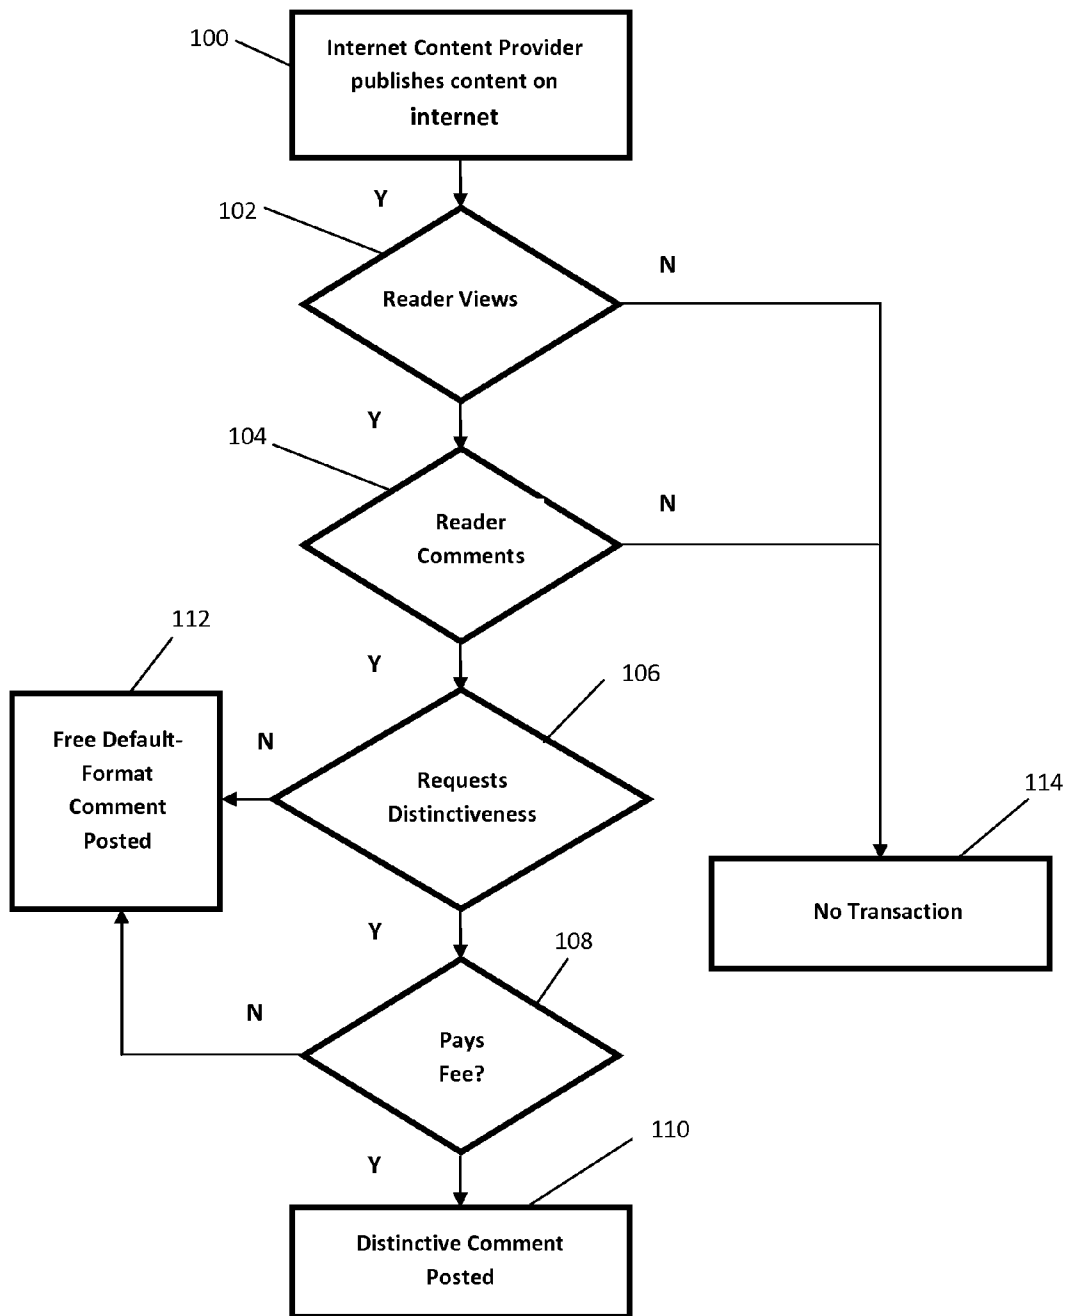 100
Internet Content Provider
publishes content on
internet
Y
102
N
Reader Views
Y
104
N
Reader
Comments
112
Y
106
Free Default-
Format
Comment
Posted
N
Requests
Distinctiveness
114
No Transaction
Y
108
N
Pays
Fee?
110
Y
Distinctive Comment
Posted